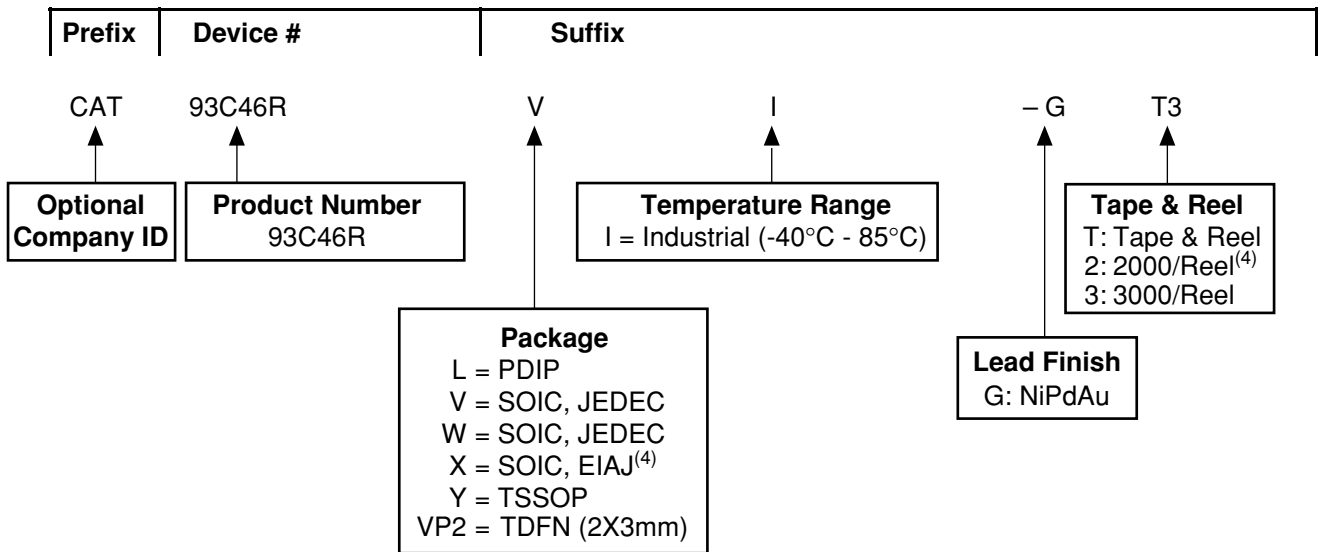 Prefix Device # Suffix
CAT 93C46R V I – G T3
Optional
Company ID
Product Number
93C46R
Temperature Range
I = Industrial (-40°C - 85°C)
Tape & Reel
T: Tape & Reel
2: 2000/Reel(4)
3: 3000/Reel
Package
L = PDIP
V = SOIC, JEDEC
W = SOIC, JEDEC
X = SOIC, EIAJ(4)
Y = TSSOP
VP2 = TDFN (2X3mm)
Lead Finish
G: NiPdAu